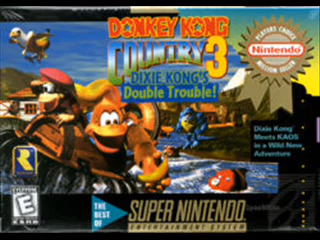 DONKEY KONG
COUNTRY 3
DIXIE KONG'S
Double Trouble!
PLAYERS CHOICE
Nintendo
MILLION SELLER
Dixie Kong
Meets KAOS
in a Wild New
Adventure
E
THE
BEST
OF
SUPER NINTENDO
ENTERTAINMENT SYSTEM